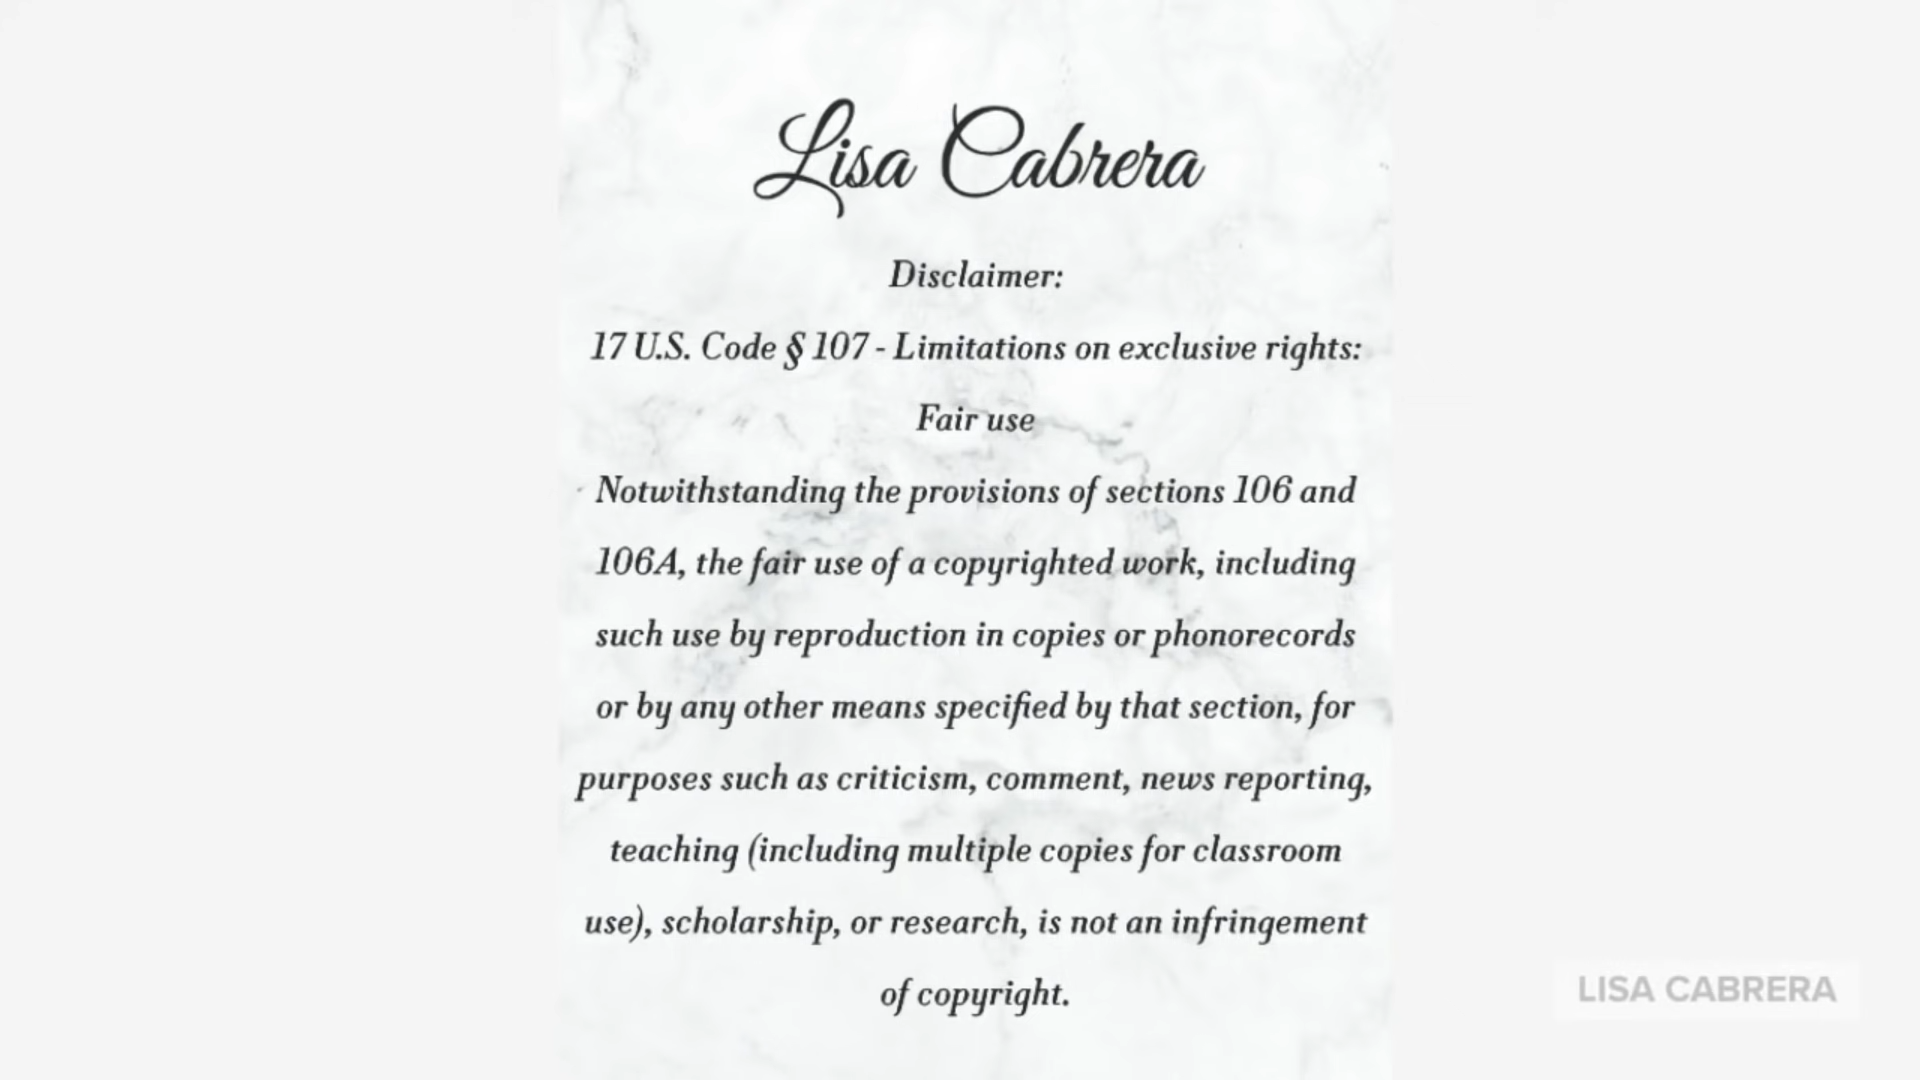 Lisa Cabrera
Disclaimer:
17 U.S. Code § 107 - Limitations on exclusive rights:
Fair use
Notwithstanding the provisions of sections 106 and
106A, the fair use of a copyrighted work, including
such use by reproduction in copies or phonorecords
or by any other means specified by that section, for
purposes such as criticism, comment, news reporting,
teaching (including multiple copies for classroom
use), scholarship, or research, is not an infringement
of copyright.
LISA CABRERA